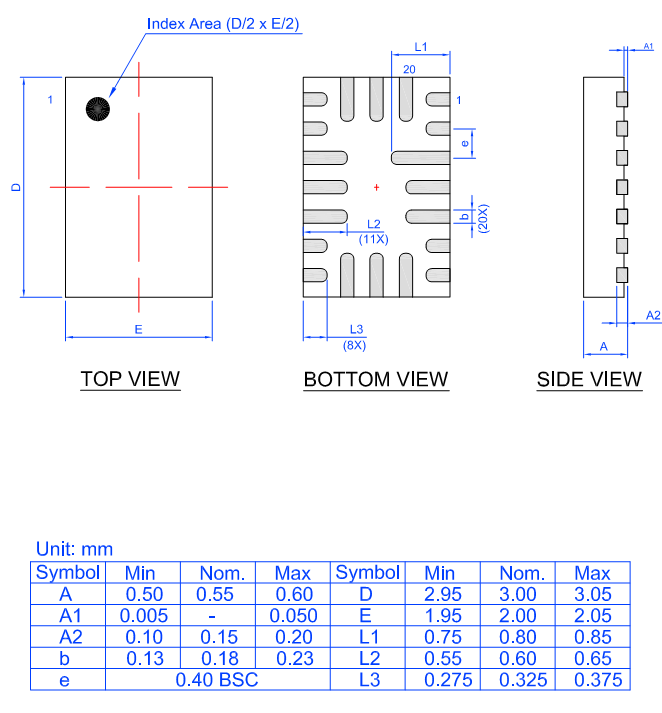 Index Area (D/2 x E/2)
L1
A1
20
1
1
e
D
b
(20X)
L2
(11X)
E
L3
(8X)
A2
A
TOP VIEW
BOTTOM VIEW
SIDE VIEW
Unit: mm
Symbol Min Nom. Max Symbol Min Nom. Max
A 0.50 0.55 0.60 D 2.95 3.00 3.05
A1 0.005 - 0.050 E 1.95 2.00 2.05
A2 0.10 0.15 0.20 L1 0.75 0.80 0.85
b 0.13 0.18 0.23 L2 0.55 0.60 0.65
e 0.40 BSC L3 0.275 0.325 0.375